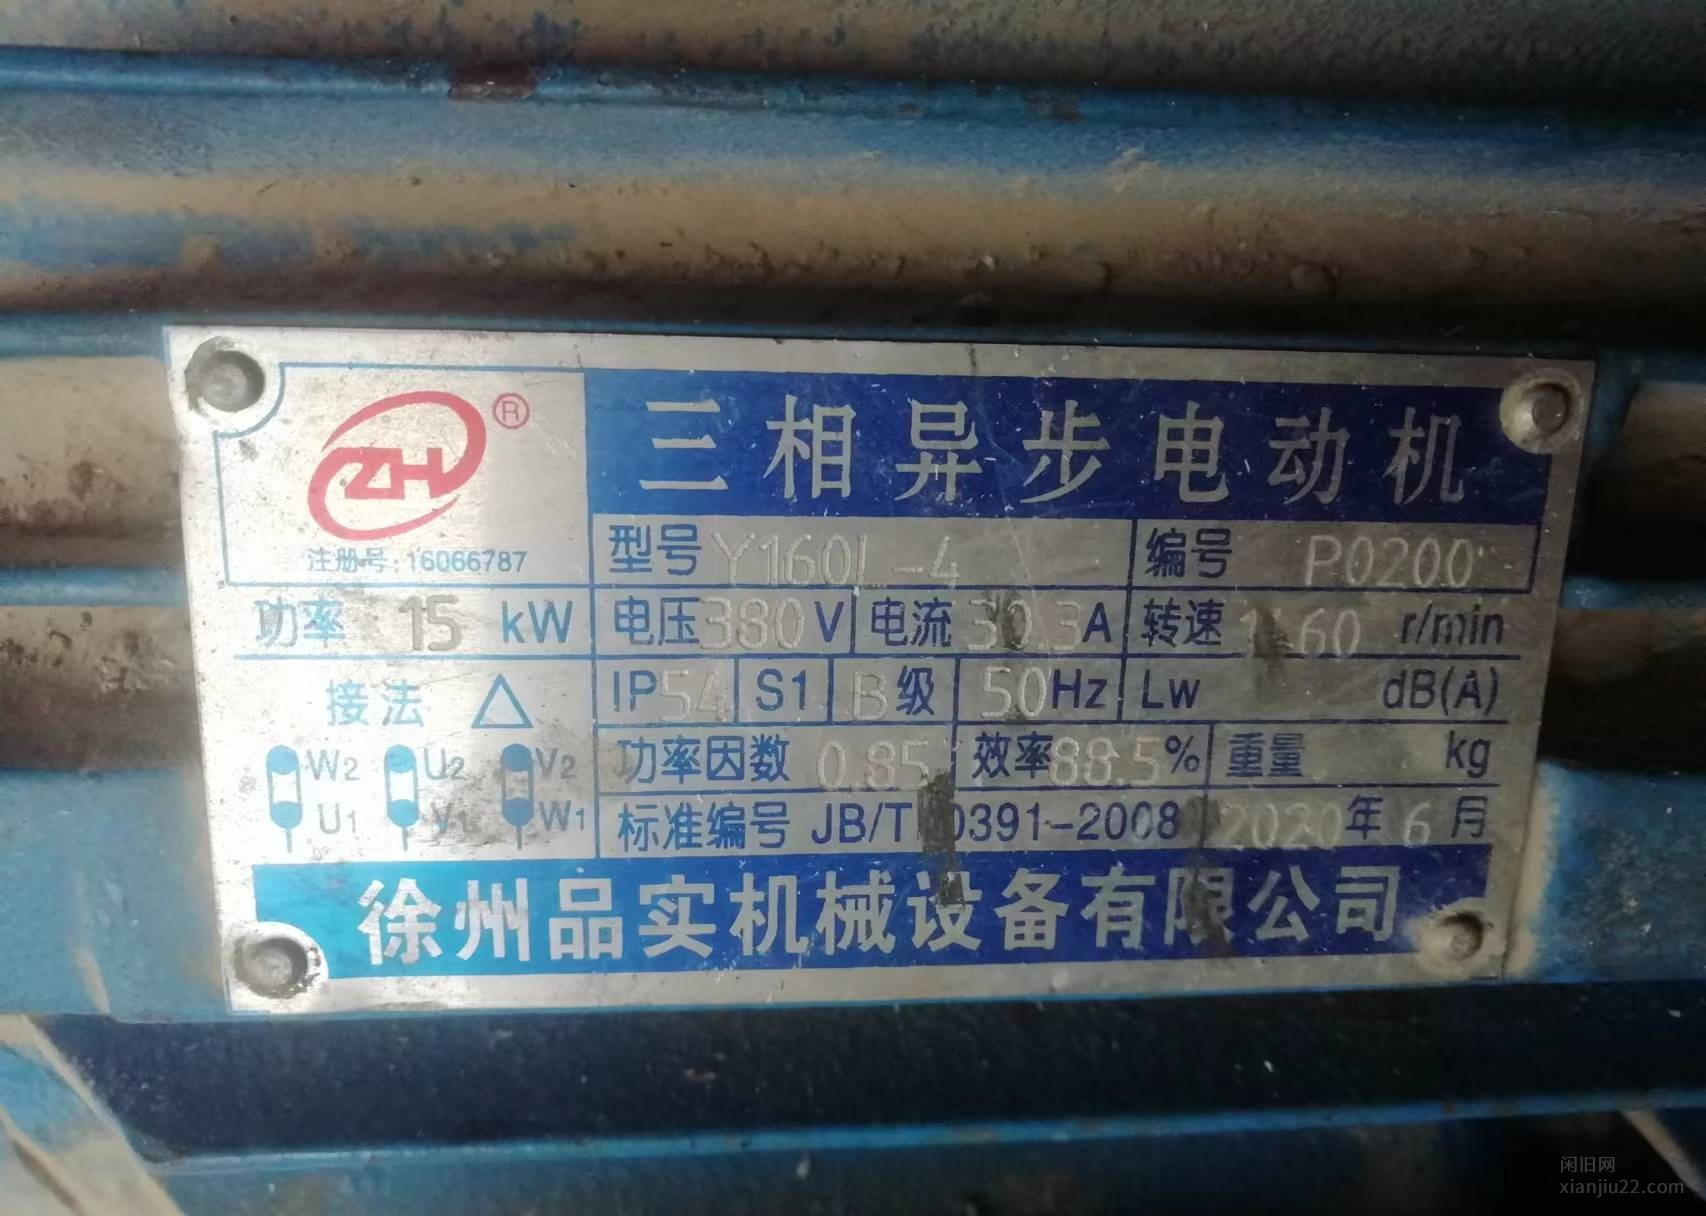 ZH ®
注册号:16066787
三相异步电动机
型号 Y160L-4 编号 P0200
功率 15 kW 电压 380 V 电流 30.3 A 转速 60 r/min
接法 △ IP54 S1 B级 50Hz Lw dB(A)
W2 U2 V2
U1 V1 W1
功率因数 0.85 效率 88.5% 重量 kg
标准编号 JB/T 0391-2008 2020年 6月
徐州品实机械设备有限公司
闲旧网
xianjiu22.com